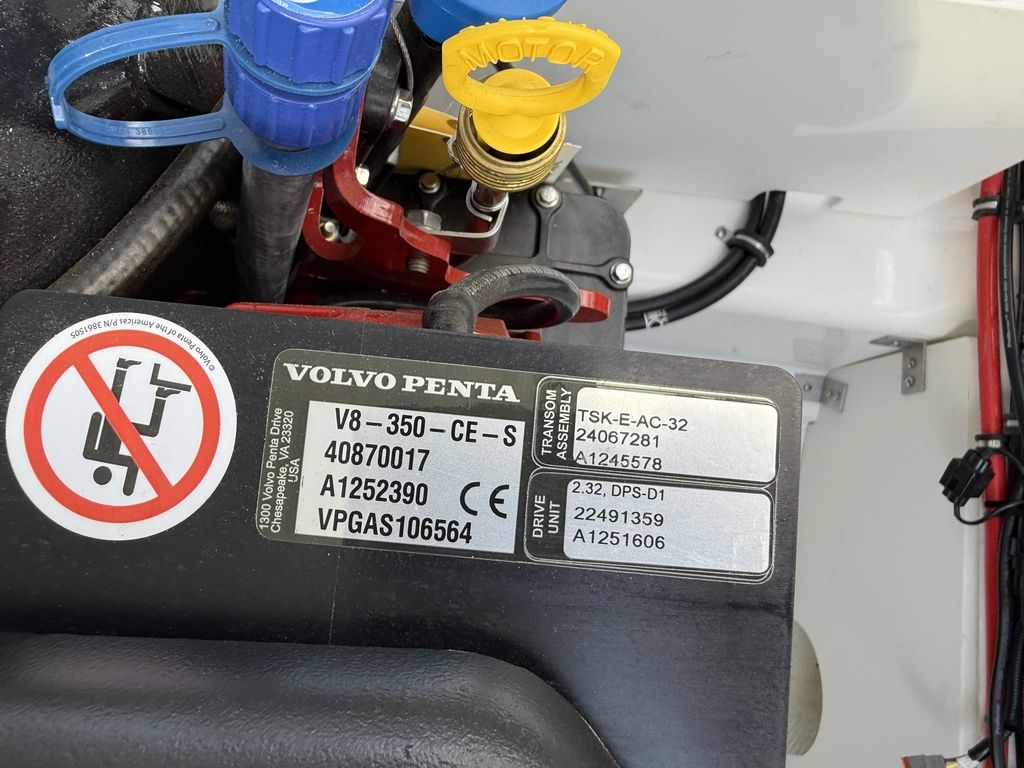 MOTOR
386
© Volvo Penta of the Americas P/N 3861505
VOLVO PENTA
1300 Volvo Penta Drive
Chesapeake, VA 23320
USA
V8-350-CE-S
40870017
A1252390 CE
VPGAS106564
TRANSOM
ASSEMBLY
TSK-E-AC-32
24067281
A1245578
DRIVE
UNIT
2.32, DPS-D1
22491359
A1251606